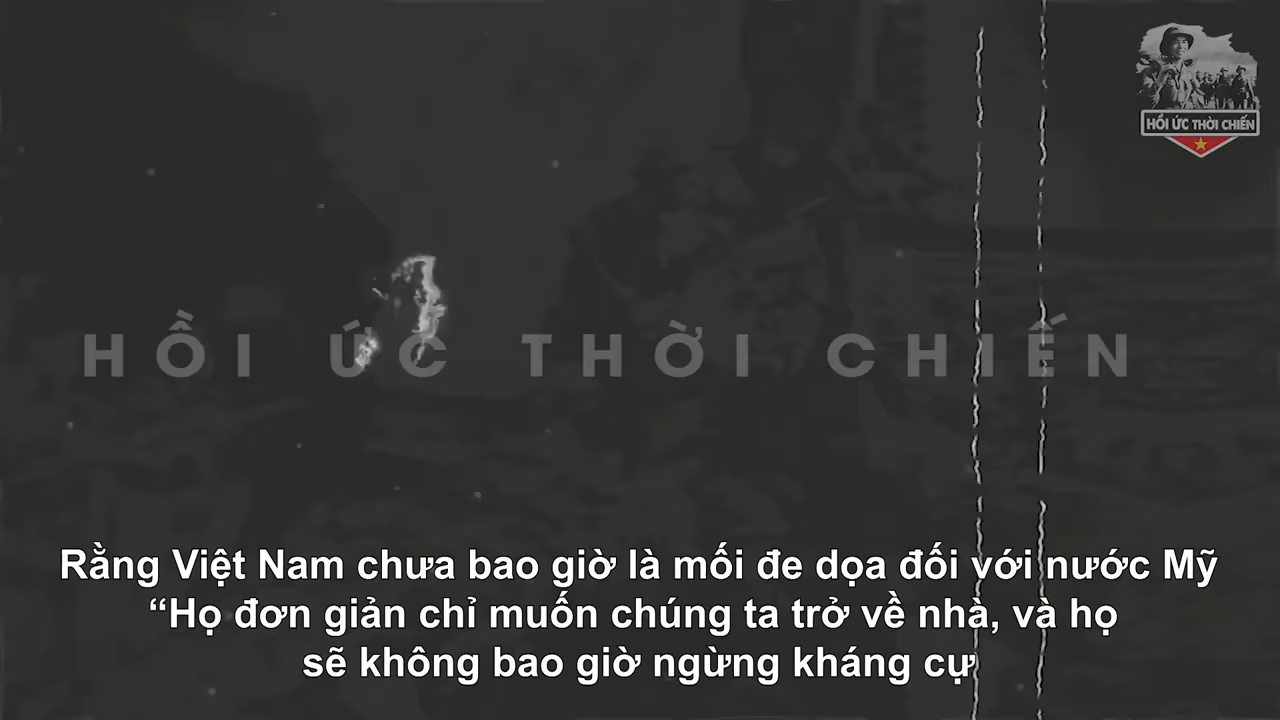 HỒI ỨC THỜI CHIẾN
HỒI ỨC THỜI CHIẾN
Rằng Việt Nam chưa bao giờ là mối đe dọa đối với nước Mỹ
“Họ đơn giản chỉ muốn chúng ta trở về nhà, và họ
sẽ không bao giờ ngừng kháng cự